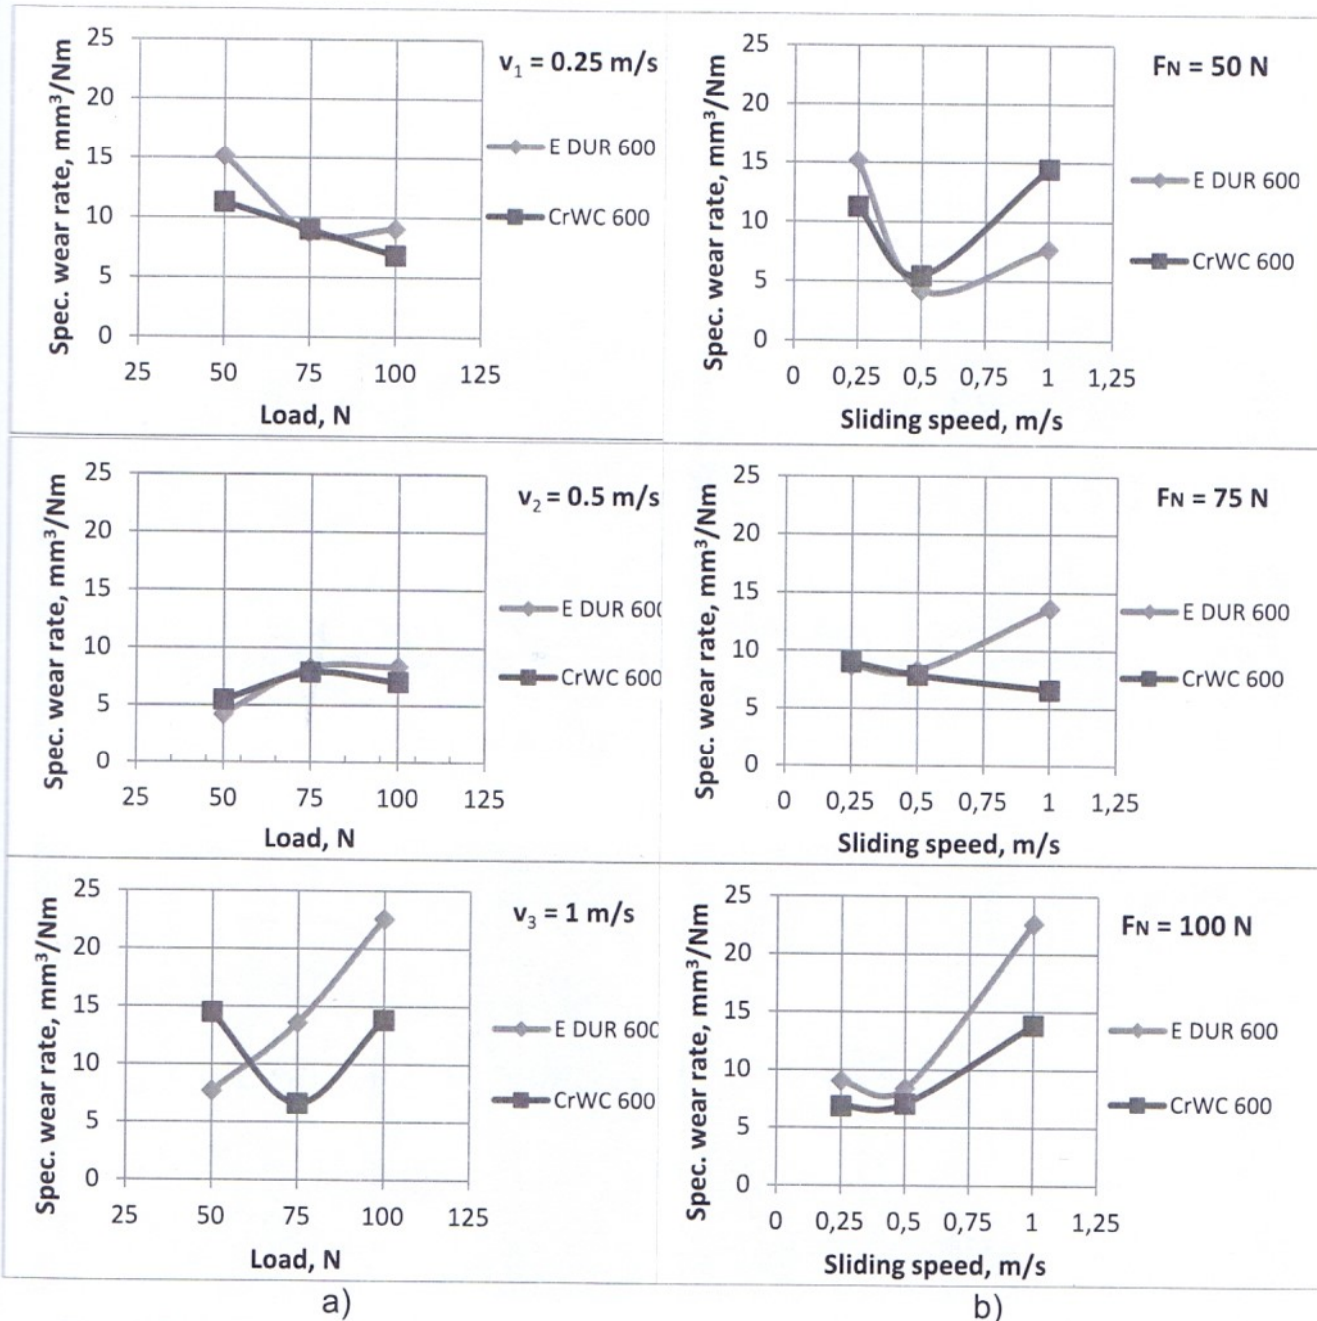 25
20
15
10
5
0
Spec. wear rate, mm³/Nm
25 50 75 100 125
Load, N
v₁ = 0.25 m/s
E DUR 600
CrWC 600
25
20
15
10
5
0
Spec. wear rate, mm³/Nm
0 0,25 0,5 0,75 1 1,25
Sliding speed, m/s
FN = 50 N
E DUR 600
CrWC 600
25
20
15
10
5
0
Spec. wear rate, mm³/Nm
25 50 75 100 125
Load, N
v₂ = 0.5 m/s
E DUR 600
CrWC 600
25
20
15
10
5
0
Spec. wear rate, mm³/Nm
0 0,25 0,5 0,75 1 1,25
Sliding speed, m/s
FN = 75 N
E DUR 600
CrWC 600
25
20
15
10
5
0
Spec. wear rate, mm³/Nm
25 50 75 100 125
Load, N
v₃ = 1 m/s
E DUR 600
CrWC 600
25
20
15
10
5
0
Spec. wear rate, mm³/Nm
0 0,25 0,5 0,75 1 1,25
Sliding speed, m/s
FN = 100 N
E DUR 600
CrWC 600
a)
b)